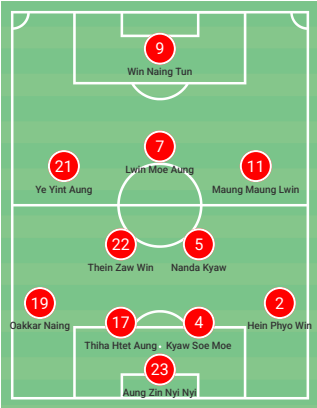 9
Win Naing Tun
7
Lwin Moe Aung
21
Ye Yint Aung
11
Maung Maung Lwin
22
Thein Zaw Win
5
Nanda Kyaw
19
Oakkar Naing
2
Hein Phyo Win
17
Thiha Htet Aung
4
Kyaw Soe Moe
23
Aung Zin Nyi Nyi